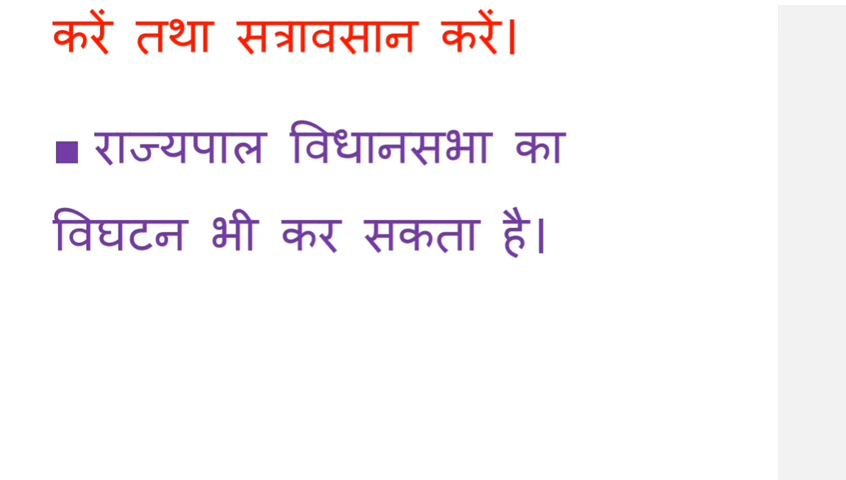 करें तथा सत्रावसान करें।
▪ राज्यपाल विधानसभा का
विघटन भी कर सकता है।